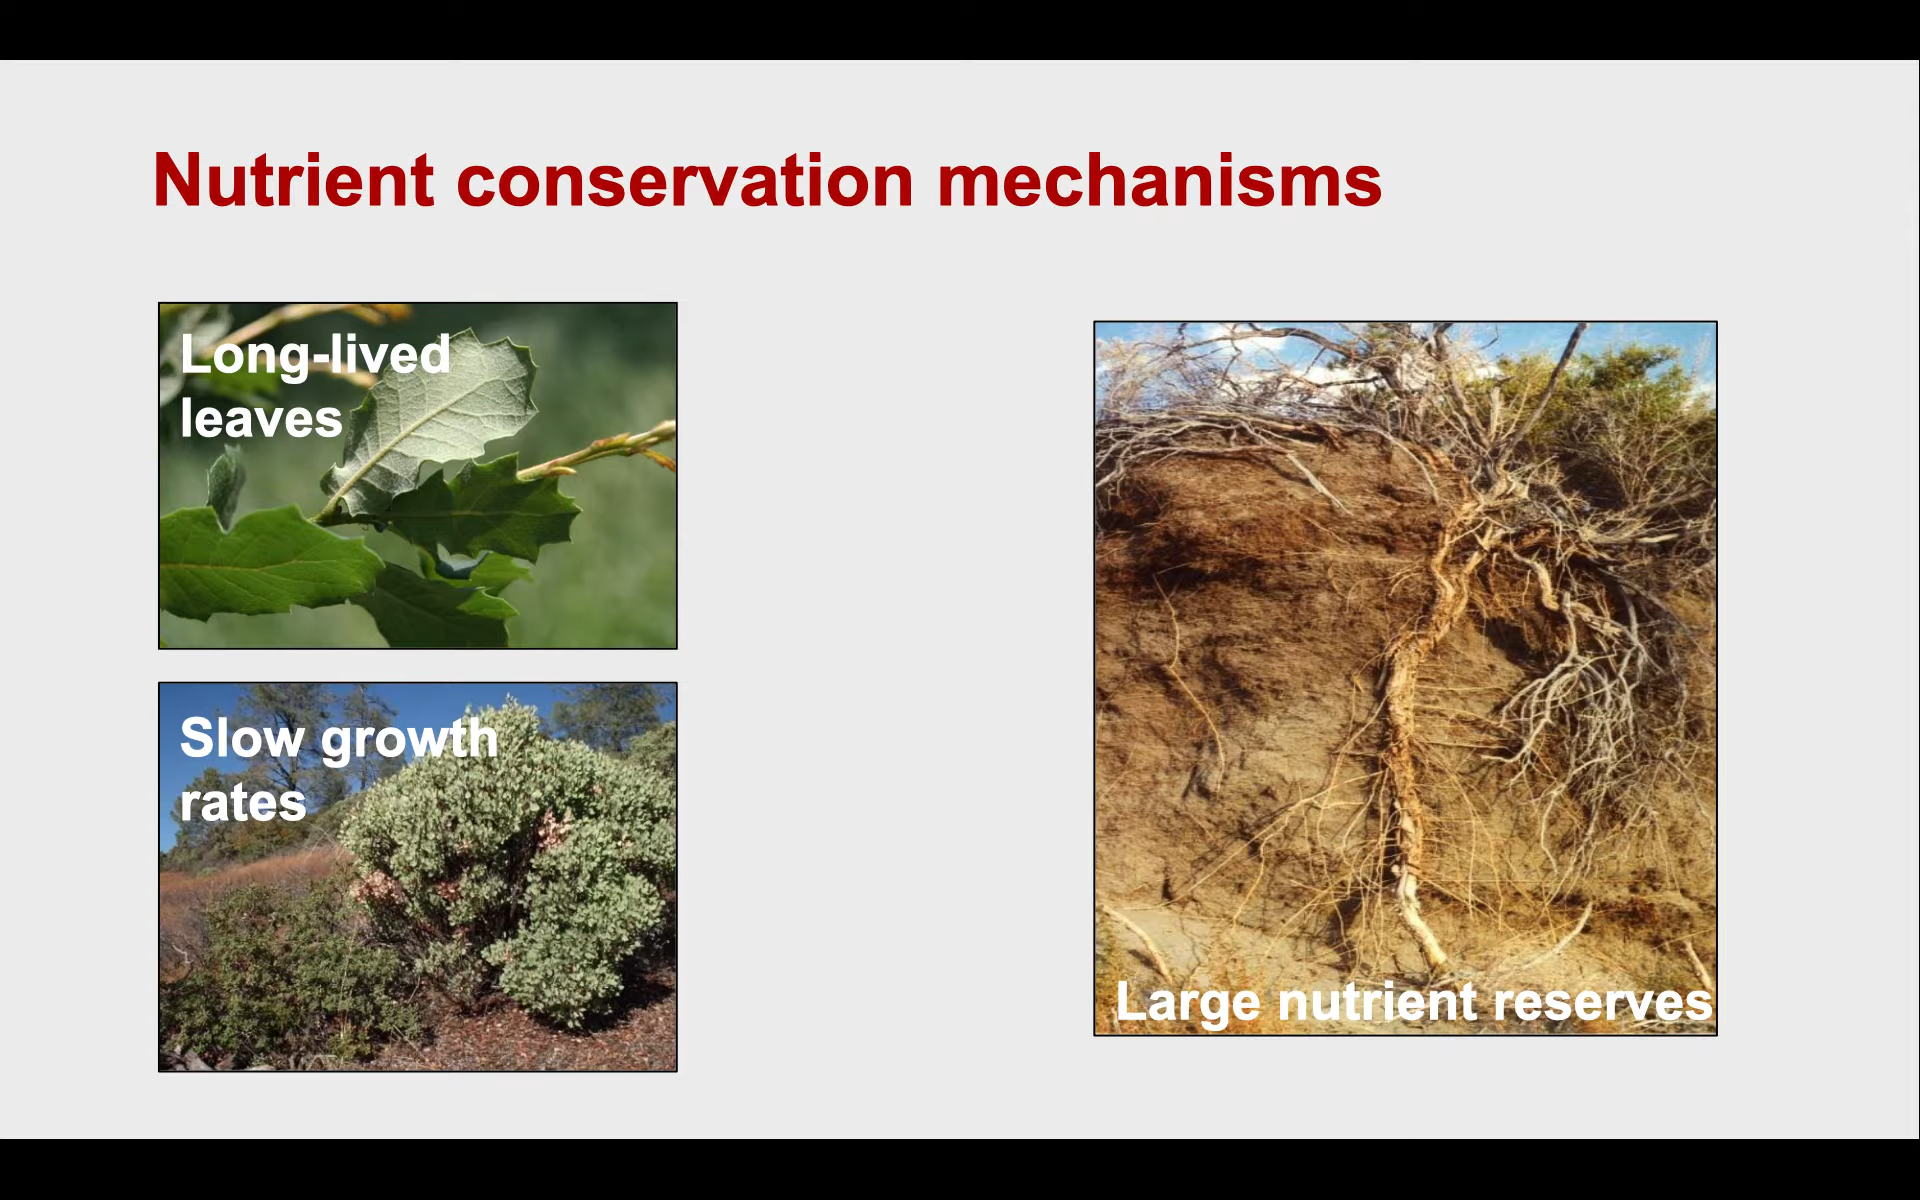 Nutrient conservation mechanisms
Long-lived
leaves
Slow growth
rates
Large nutrient reserves